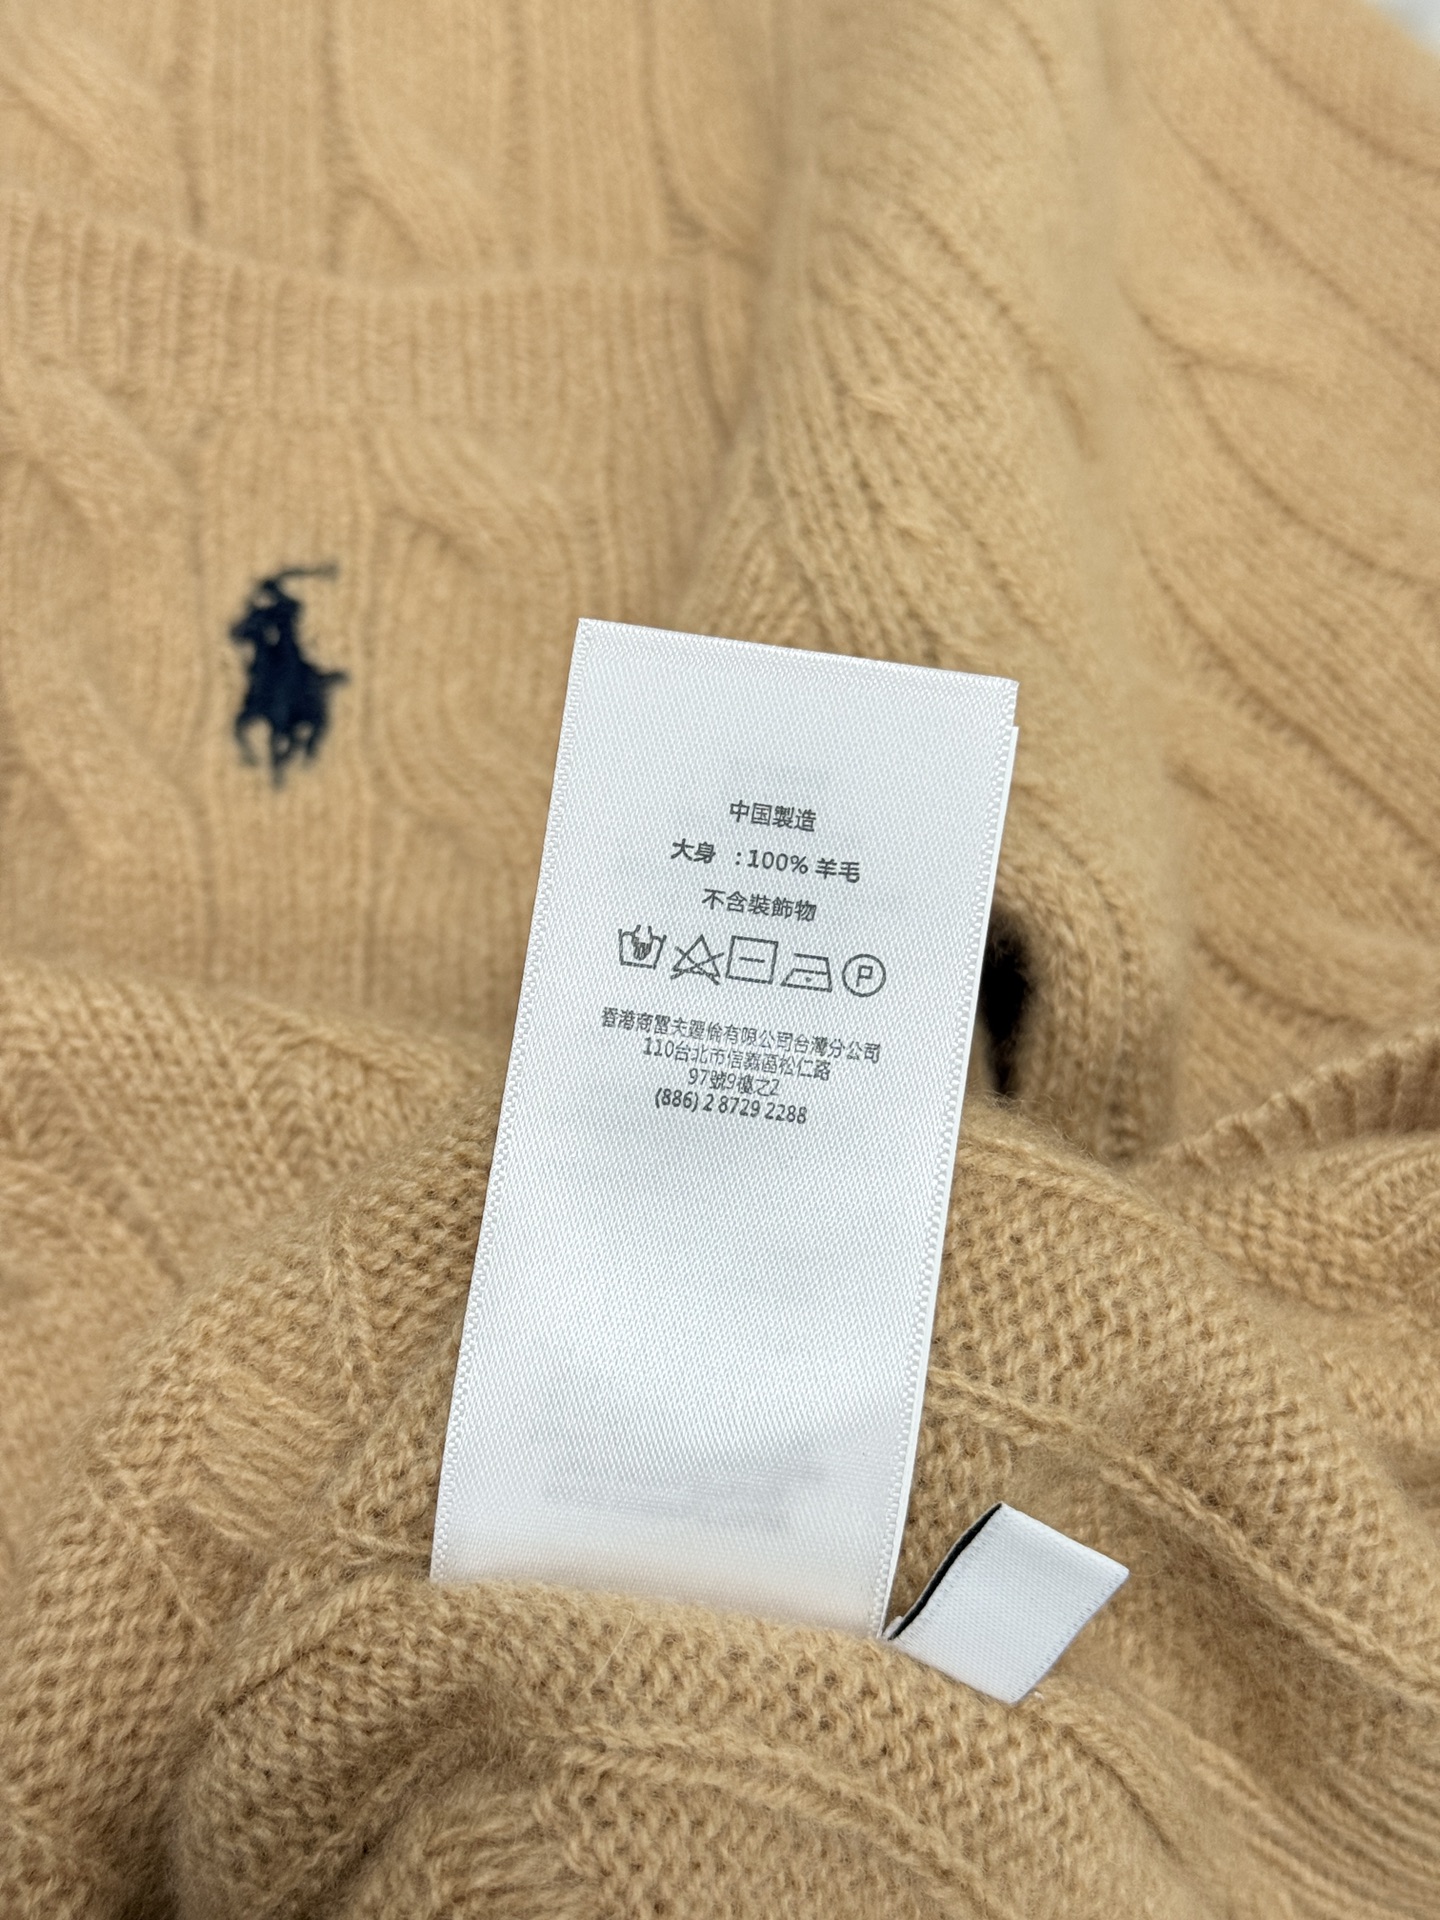 中国製造
大身 : 100% 羊毛
不含裝飾物
P
香港商雷夫羅倫有限公司台灣分公司
110台北市信義區松仁路
97號9樓之2
(886) 2 8729 2288